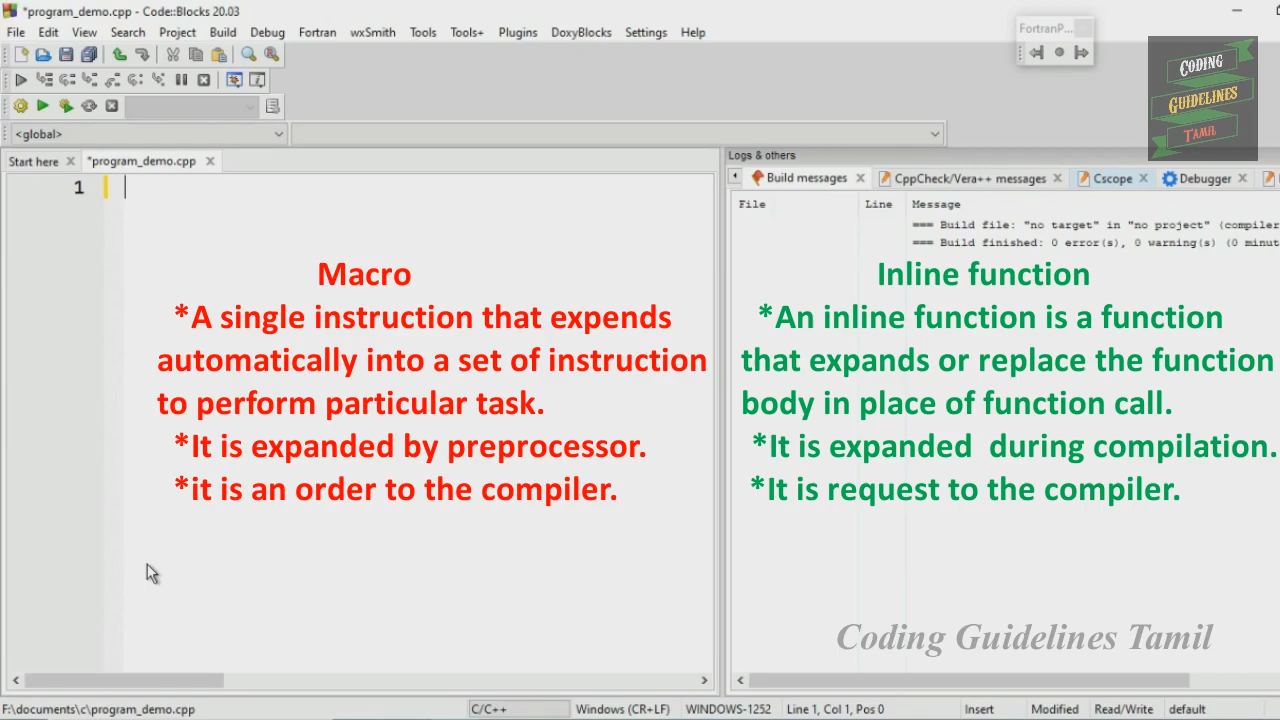 *program_demo.cpp - Code::Blocks 20.03
File Edit View Search Project Build Debug Fortran wxSmith Tools Tools+ Plugins DoxyBlocks Settings Help
FortranP...
CODING
GUIDELINES
TAMIL
<global>
Start here *program_demo.cpp
Logs & others
Build messages CppCheck/Vera++ messages Cscope Debugger
1
File Line Message
=== Build file: "no target" in "no project" (compiler
=== Build finished: 0 error(s), 0 warning(s) (0 minut
Macro
*A single instruction that expends
automatically into a set of instruction
to perform particular task.
*It is expanded by preprocessor.
*it is an order to the compiler.
Inline function
*An inline function is a function
that expands or replace the function
body in place of function call.
*It is expanded during compilation.
*It is request to the compiler.
Coding Guidelines Tamil
F:\documents\c\program_demo.cpp C/C++ Windows (CR+LF) WINDOWS-1252 Line 1, Col 1, Pos 0 Insert Modified Read/Write default